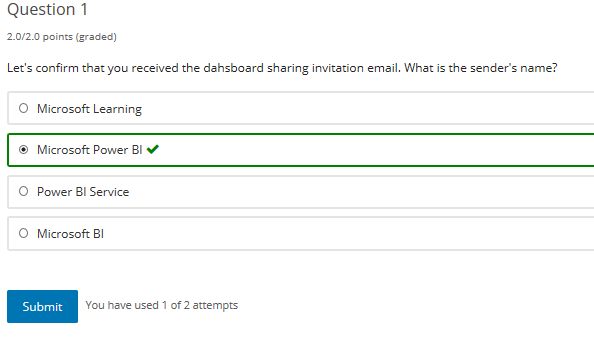 Question 1
2.0/2.0 points (graded)
Let's confirm that you received the dahsboard sharing invitation email. What is the sender's name?
Microsoft Learning
Microsoft Power BI
Power BI Service
Microsoft BI
Submit
You have used 1 of 2 attempts